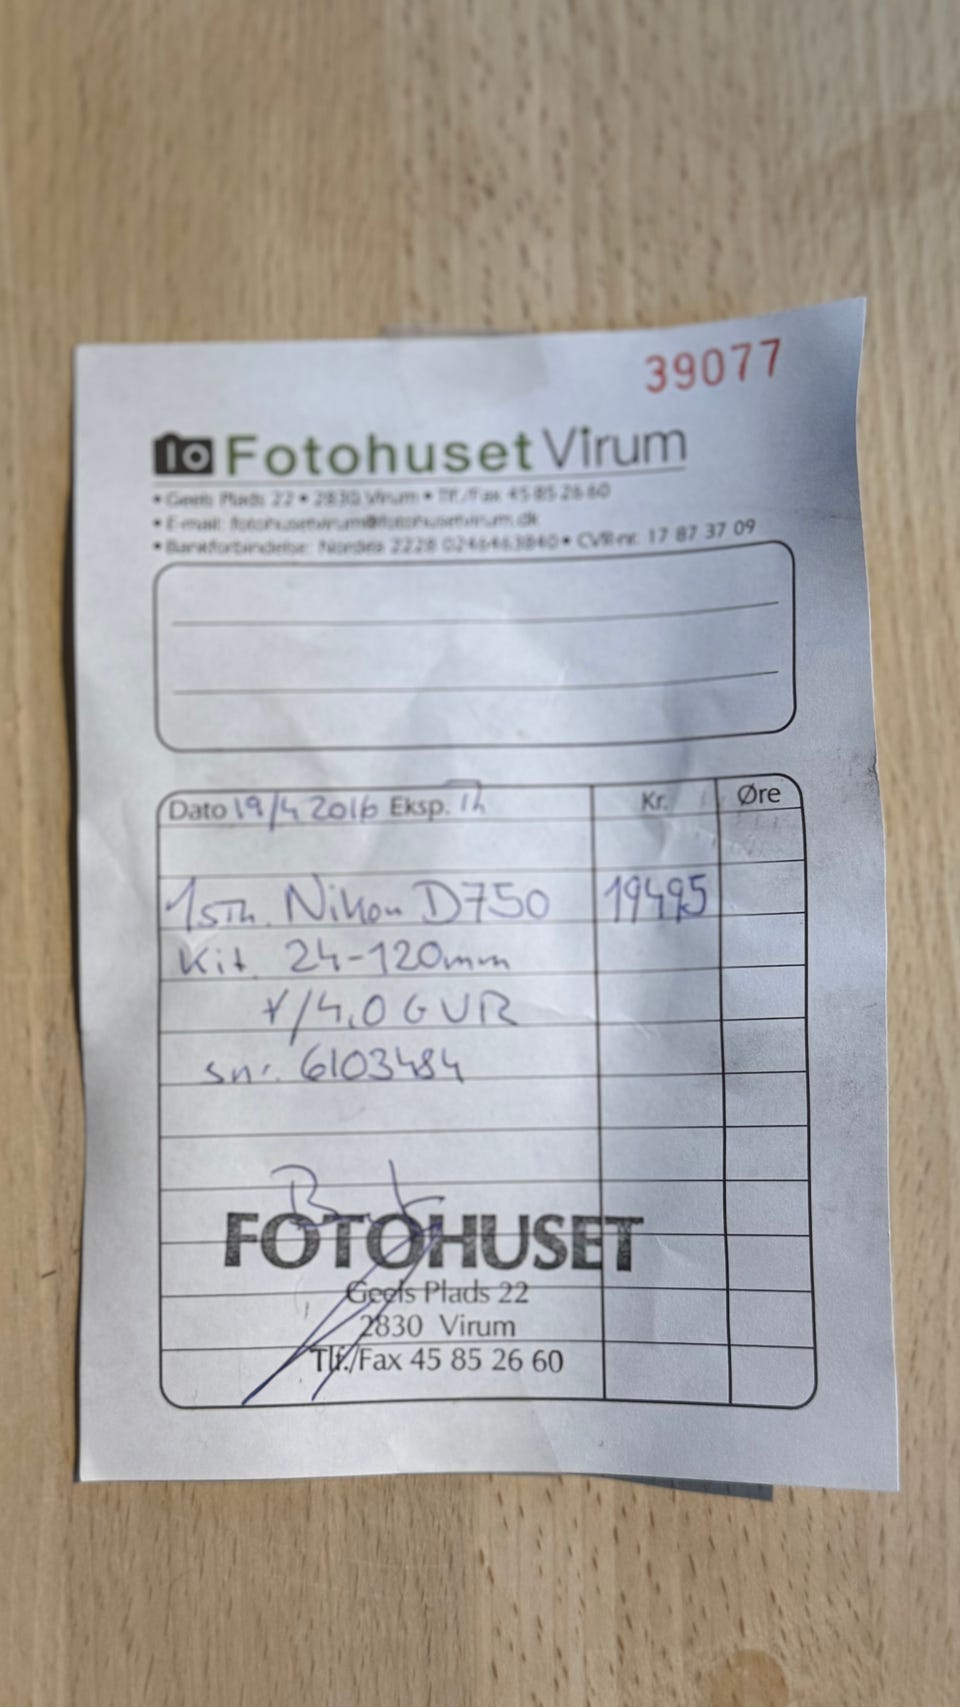 39077
Fotohuset Virum
• Geels Plads 22 • 2830 Virum • Tlf./Fax 45 85 26 60
• E-mail: fotohusetvirum@fotohusetvirum.dk
• Bankforbindelse: Nordea 2228 0246463840 • CVR-nr. 17 87 37 09
Dato 19/4 2016 Eksp. Kr. Øre
1 stk. Nikon D750 19495
Kit 24-120mm
f/4,0 G VR
snr. 6103484
FOTOHUSET
Geels Plads 22
2830 Virum
Tlf./Fax 45 85 26 60